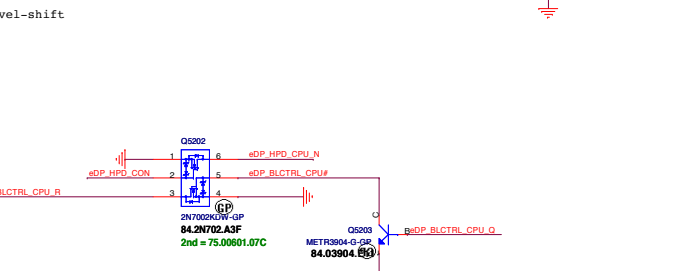 vel-shift
Q5202
1
6
eDP_HPD_CPU_N
eDP_HPD_CON
2
5
eDP_BLCTRL_CPU#
BLCTRL_CPU_R
3
4
GP
2N7002KDW-GP
84.2N702.A3F
2nd = 75.00601.07C
C
Q5203
B
eDP_BLCTRL_CPU_Q
METR3904-G-GP
84.03904.